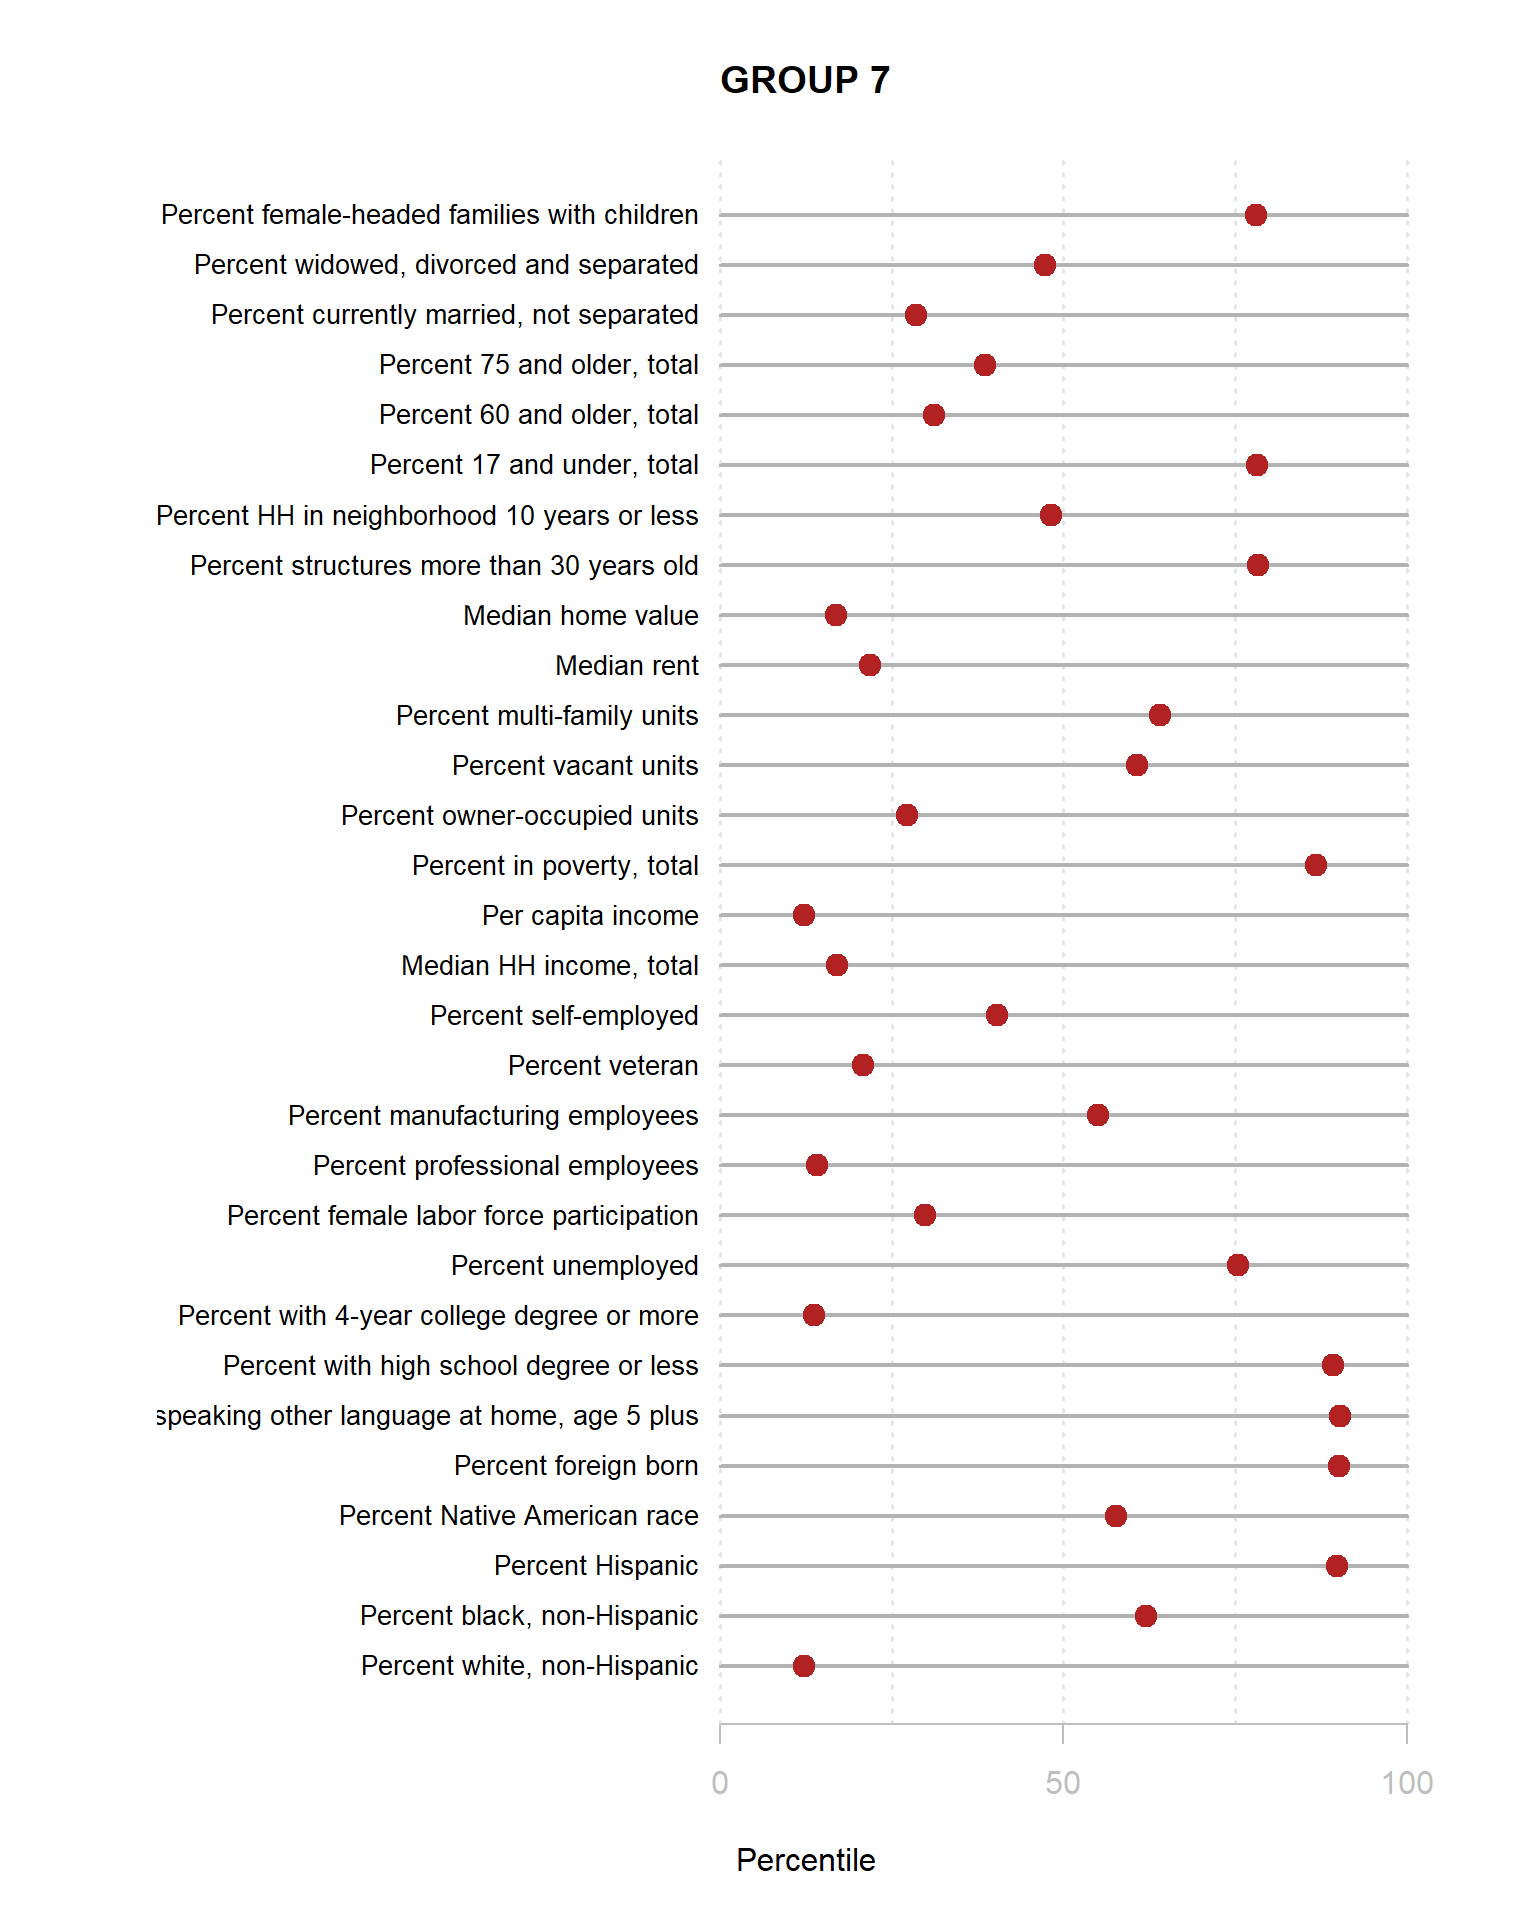 GROUP 7
Percent female-headed families with children
Percent widowed, divorced and separated
Percent currently married, not separated
Percent 75 and older, total
Percent 60 and older, total
Percent 17 and under, total
Percent HH in neighborhood 10 years or less
Percent structures more than 30 years old
Median home value
Median rent
Percent multi-family units
Percent vacant units
Percent owner-occupied units
Percent in poverty, total
Per capita income
Median HH income, total
Percent self-employed
Percent veteran
Percent manufacturing employees
Percent professional employees
Percent female labor force participation
Percent unemployed
Percent with 4-year college degree or more
Percent with high school degree or less
speaking other language at home, age 5 plus
Percent foreign born
Percent Native American race
Percent Hispanic
Percent black, non-Hispanic
Percent white, non-Hispanic
0 50 100
Percentile